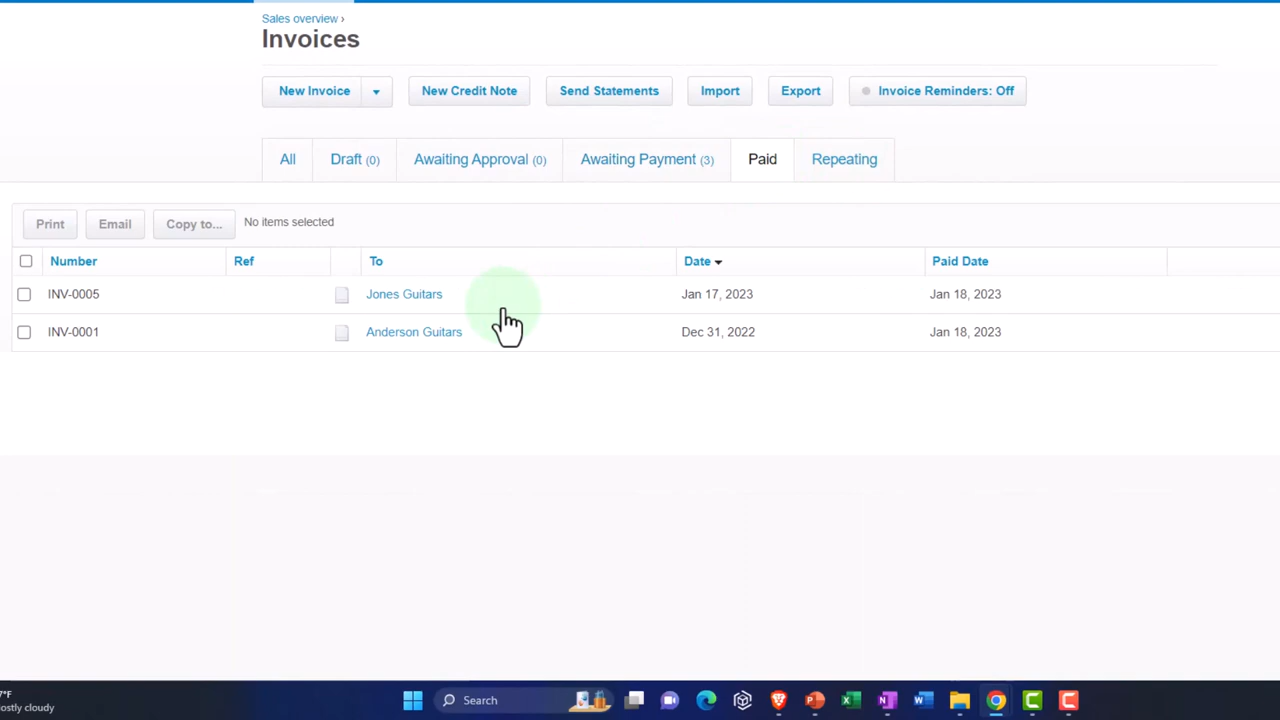 Sales overview ›
Invoices
New Invoice New Credit Note Send Statements Import Export Invoice Reminders: Off
All Draft (0) Awaiting Approval (0) Awaiting Payment (3) Paid Repeating
Print Email Copy to... No items selected
Number Ref To Date Paid Date
INV-0005 Jones Guitars Jan 17, 2023 Jan 18, 2023
INV-0001 Anderson Guitars Dec 31, 2022 Jan 18, 2023
Search
cloudy